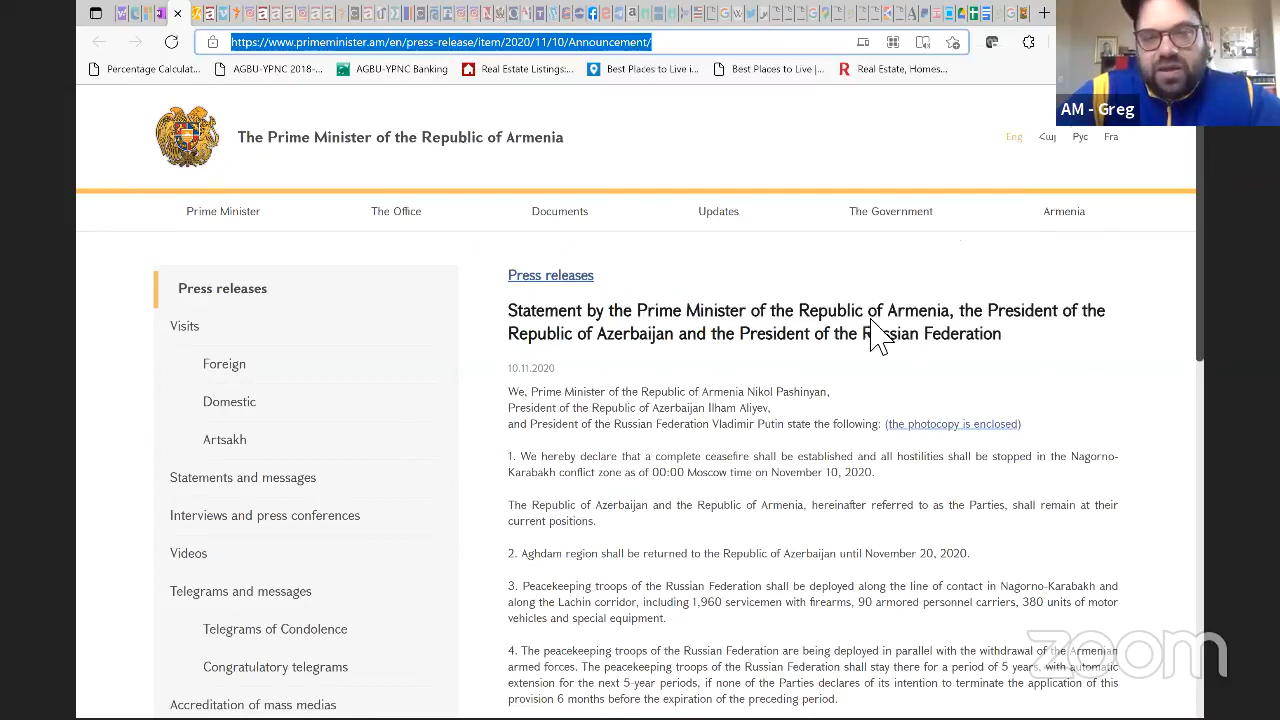 https://www.primeminister.am/en/press-release/item/2020/11/10/Announcement/
Percentage Calculat...
AGBU-YPNC 2018-...
AGBU-YPNC Banking
Real Estate Listings:...
Best Places to Live i...
Best Places to Live |...
Real Estate, Homes...
AM - Greg
The Prime Minister of the Republic of Armenia
Eng Հայ Рус Fra
Prime Minister
The Office
Documents
Updates
The Government
Armenia
Press releases
Visits
Foreign
Domestic
Artsakh
Statements and messages
Interviews and press conferences
Videos
Telegrams and messages
Telegrams of Condolence
Congratulatory telegrams
Accreditation of mass medias
Press releases
Statement by the Prime Minister of the Republic of Armenia, the President of the
Republic of Azerbaijan and the President of the Russian Federation
10.11.2020
We, Prime Minister of the Republic of Armenia Nikol Pashinyan,
President of the Republic of Azerbaijan Ilham Aliyev,
and President of the Russian Federation Vladimir Putin state the following: (the photocopy is enclosed)
1. We hereby declare that a complete ceasefire shall be established and all hostilities shall be stopped in the Nagorno-
Karabakh conflict zone as of 00:00 Moscow time on November 10, 2020.
The Republic of Azerbaijan and the Republic of Armenia, hereinafter referred to as the Parties, shall remain at their
current positions.
2. Aghdam region shall be returned to the Republic of Azerbaijan until November 20, 2020.
3. Peacekeeping troops of the Russian Federation shall be deployed along the line of contact in Nagorno-Karabakh and
along the Lachin corridor, including 1,960 servicemen with firearms, 90 armored personnel carriers, 380 units of motor
vehicles and special equipment.
4. The peacekeeping troops of the Russian Federation are being deployed in parallel with the withdrawal of the Armenian
armed forces. The peacekeeping troops of the Russian Federation shall stay there for a period of 5 years, with automatic
extension for the next 5-year periods, if none of the Parties declares of its intention to terminate the application of this
provision 6 months before the expiration of the preceding period.
zoom